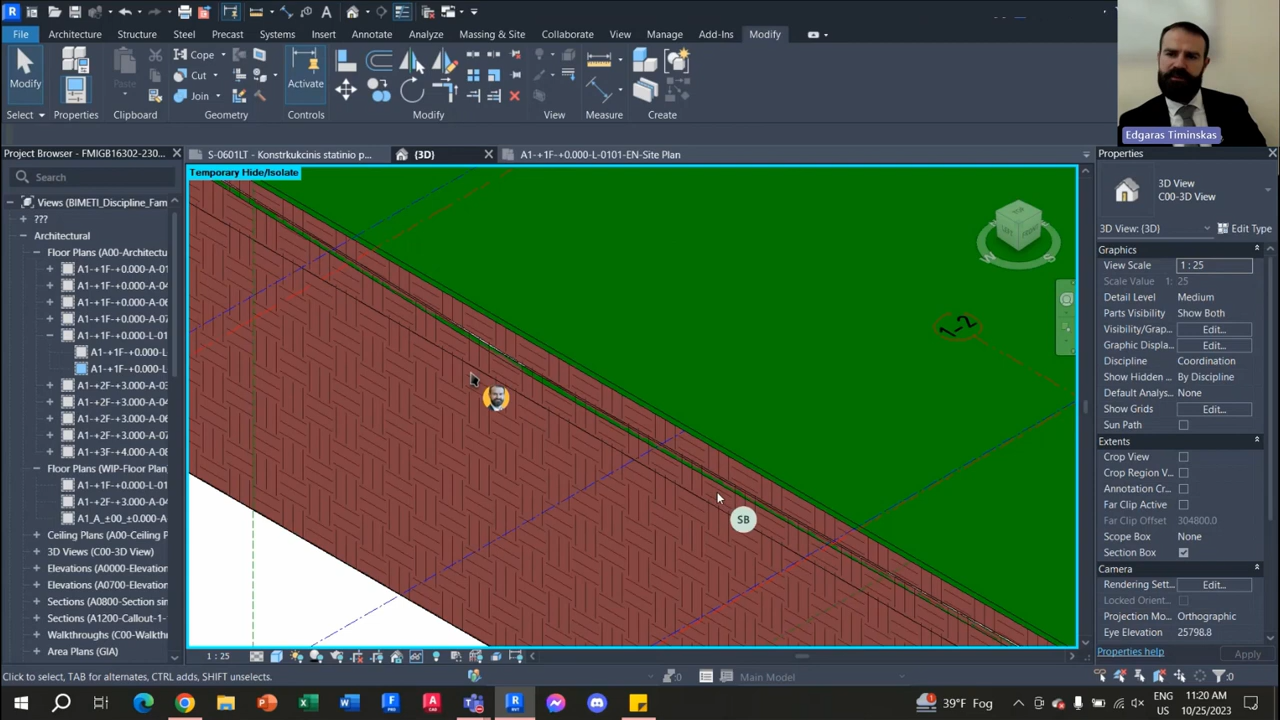 File Architecture Structure Steel Precast Systems Insert Annotate Analyze Massing & Site Collaborate View Manage Add-Ins Modify
Modify
Properties
Paste
Cope
Cut
Join
Activate
Select Properties Clipboard Geometry Controls Modify View Measure Create
Edgaras Timinskas
Project Browser - FMIGB16302-230...
S-0601LT - Konstrkukcinis statinio p...
(3D)
A1-+1F-+0.000-L-0101-EN-Site Plan
Properties
Search
Temporary Hide/Isolate
3D View
C00-3D View
Views (BIMETI_Discipline_Fam
???
Architectural
Floor Plans (A00-Architectu
A1-+1F-+0.000-A-01
A1-+1F-+0.000-A-04
A1-+1F-+0.000-A-06
A1-+1F-+0.000-A-07
A1-+1F-+0.000-L-01
A1-+1F-+0.000-L
A1-+1F-+0.000-L
A1-+2F-+3.000-A-03
A1-+2F-+3.000-A-04
A1-+2F-+3.000-A-06
A1-+2F-+3.000-A-07
A1-+3F-+4.000-A-08
Floor Plans (WIP-Floor Plan
A1-+1F-+0.000-L-01
A1-+2F-+3.000-A-04
A1_A_±00_±0.000-A
Ceiling Plans (A00-Ceiling P
3D Views (C00-3D View)
Elevations (A0000-Elevation
Elevations (A0700-Elevation
Sections (A0800-Section sin
Sections (A1200-Callout-1-
Walkthroughs (C00-Walkth
Area Plans (GIA)
TOP
LEFT
FRONT
W
S
1-2
SB
3D View: (3D) Edit Type
Graphics
View Scale 1 : 25
Scale Value 1: 25
Detail Level Medium
Parts Visibility Show Both
Visibility/Grap... Edit...
Graphic Displa... Edit...
Discipline Coordination
Show Hidden ... By Discipline
Default Analys... None
Show Grids Edit...
Sun Path
Extents
Crop View
Crop Region V...
Annotation Cr...
Far Clip Active
Far Clip Offset 304800.0
Scope Box None
Section Box
Camera
Rendering Sett... Edit...
Locked Orient...
Projection Mo... Orthographic
Eye Elevation 25798.8
Properties help Apply
1 : 25
Click to select, TAB for alternates, CTRL adds, SHIFT unselects.
:0
Main Model
:0
39°F Fog
ENG
US
11:20 AM
10/25/2023